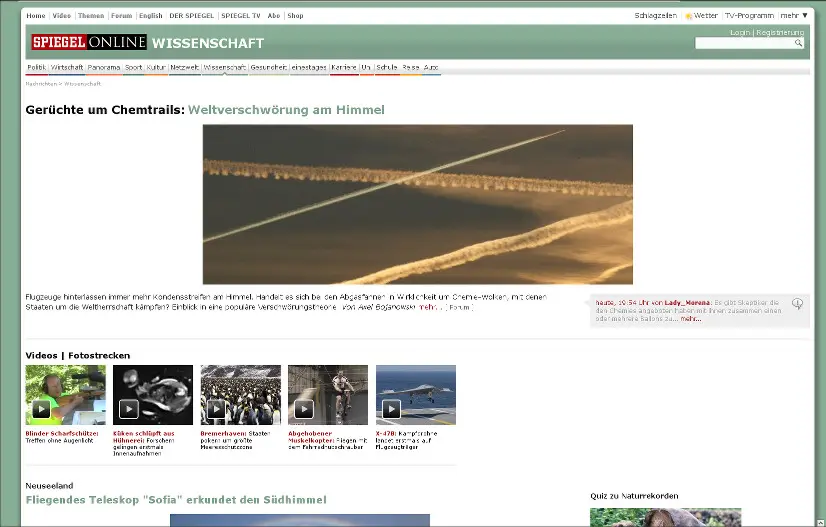 Home | Video | Themen | Forum | English | DER SPIEGEL | SPIEGEL TV | Abo | Shop
Schlagzeilen | Wetter | TV-Programm | mehr ▼
Login | Registrierung
SPIEGEL ONLINE WISSENSCHAFT
Politik | Wirtschaft | Panorama | Sport | Kultur | Netzwelt | Wissenschaft | Gesundheit | einestages | Karriere | Uni | Schule | Reise | Auto
Nachrichten > Wissenschaft
Gerüchte um Chemtrails: Weltverschwörung am Himmel
Flugzeuge hinterlassen immer mehr Kondensstreifen am Himmel. Handelt es sich bei den Abgasfahnen in Wirklichkeit um Chemie-Wolken, mit denen
Staaten um die Weltherrschaft kämpfen? Einblick in eine populäre Verschwörungstheorie. Von Axel Bojanowski mehr... [ Forum ]
heute, 19:54 Uhr von Lady_Morena: Es gibt Skeptiker die
den Chemies angeboten haben mit ihnen zusammen einen
oder mehrere Ballons zu... mehr...
Videos | Fotostrecken
Blinder Scharfschütze:
Treffen ohne Augenlicht
Küken schlüpft aus
Hühnerei: Forschern
gelingen erstmals
Innenaufnahmen
Bremerhaven: Staaten
pokern um größte
Meeresschutzzone
Abgehobener
Muskelkopter: Fliegen mit
dem Fahrradhubschrauber
X-47B: Kampfdrohne
landet erstmals auf
Flugzeugträger
Neuseeland
Fliegendes Teleskop "Sofia" erkundet den Südhimmel
Quiz zu Naturrekorden